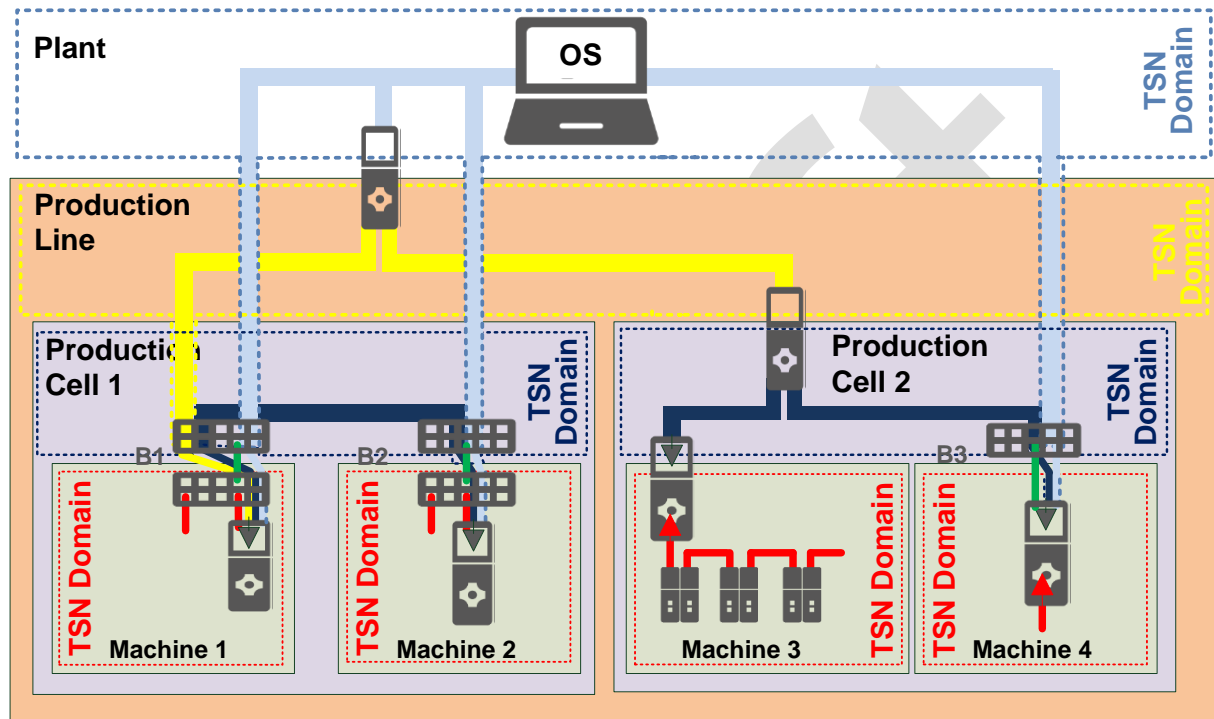 Plant
OS
TSN
Domain
Production
Line
TSN
Domain
Production
Cell 1
TSN
Domain
Production
Cell 2
TSN
Domain
B1
B2
B3
TSN Domain
Machine 1
TSN Domain
Machine 2
TSN Domain
Machine 3
TSN Domain
Machine 4